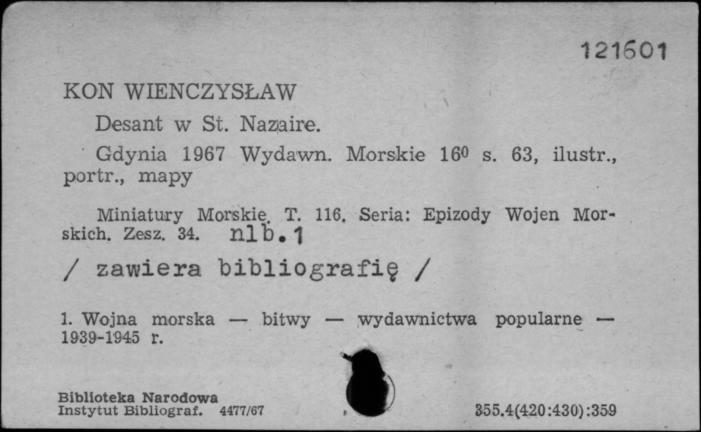 121601
KON WIENCZYSŁAW
Desant w St. Nazaire.
Gdynia 1967 Wydawn. Morskie 16⁰ s. 63, ilustr.,
portr., mapy
Miniatury Morskie. T. 116. Seria: Epizody Wojen Mor-
skich. Zesz. 34. nlb.1
/ zawiera bibliografię /
1. Wojna morska — bitwy — wydawnictwa popularne —
1939-1945 r.
Biblioteka Narodowa
Instytut Bibliograf. 4477/67
355.4(420:430):359